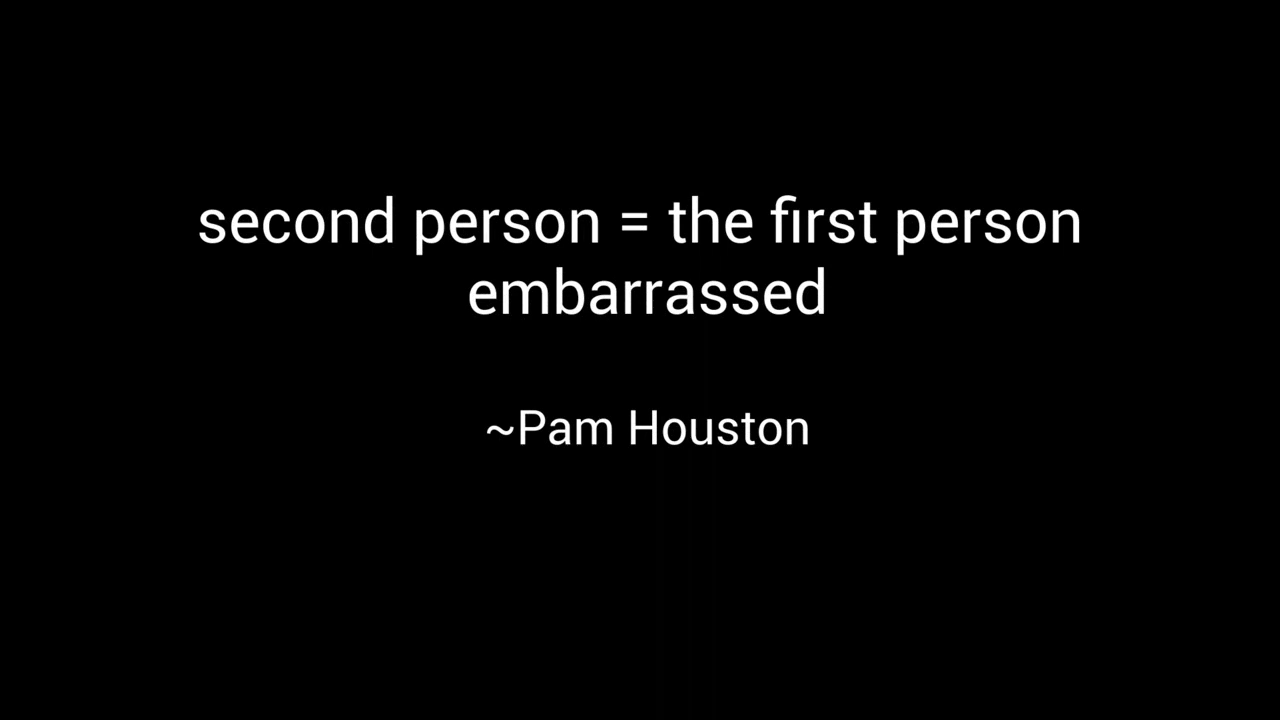 second person = the first person
embarrassed
~Pam Houston